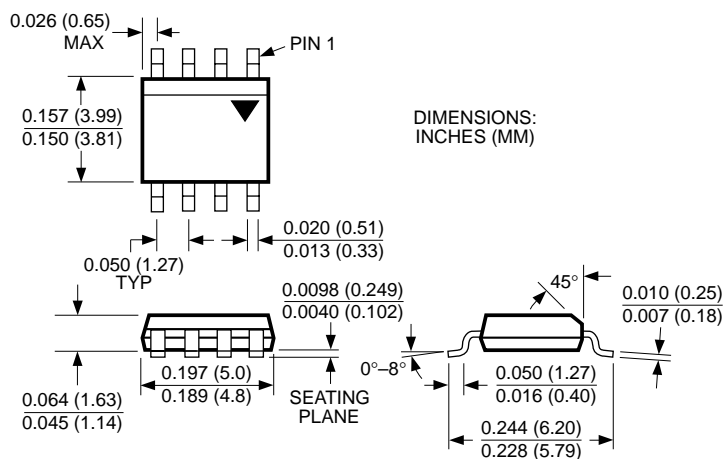 0.026 (0.65)
MAX
PIN 1
0.157 (3.99)
0.150 (3.81)
DIMENSIONS:
INCHES (MM)
0.050 (1.27)
TYP
0.020 (0.51)
0.013 (0.33)
0.064 (1.63)
0.045 (1.14)
0.197 (5.0)
0.189 (4.8)
0.0098 (0.249)
0.0040 (0.102)
SEATING
PLANE
45°
0°–8°
0.010 (0.25)
0.007 (0.18)
0.050 (1.27)
0.016 (0.40)
0.244 (6.20)
0.228 (5.79)